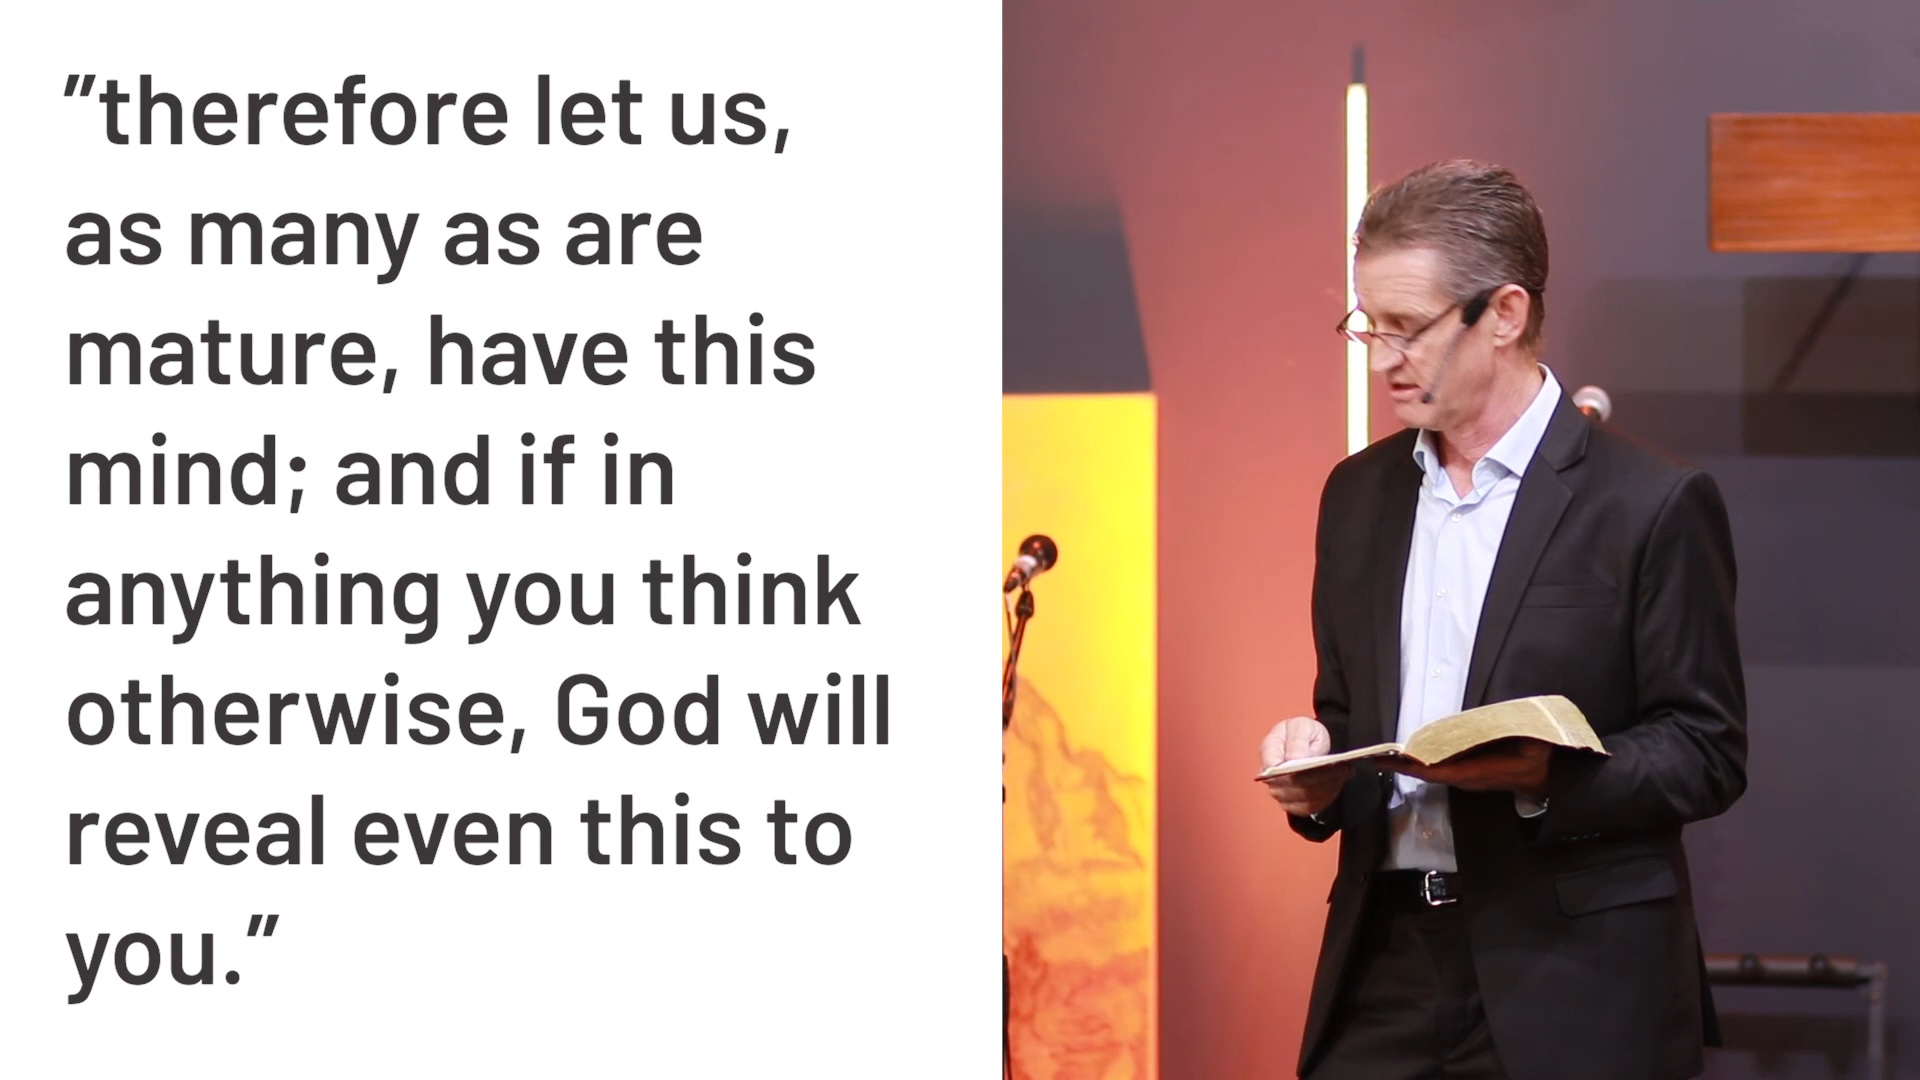 "therefore let us,
as many as are
mature, have this
mind; and if in
anything you think
otherwise, God will
reveal even this to
you."